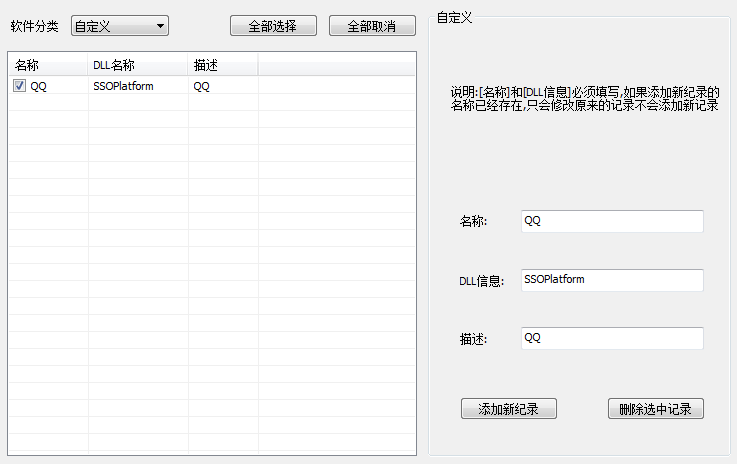 软件分类 自定义 全部选择 全部取消
名称 DLL名称 描述
QQ SSOPlatform QQ
自定义
说明:[名称]和[DLL信息]必须填写,如果添加新纪录的
名称已经存在,只会修改原来的记录不会添加新记录
名称: QQ
DLL信息: SSOPlatform
描述: QQ
添加新纪录 删除选中记录